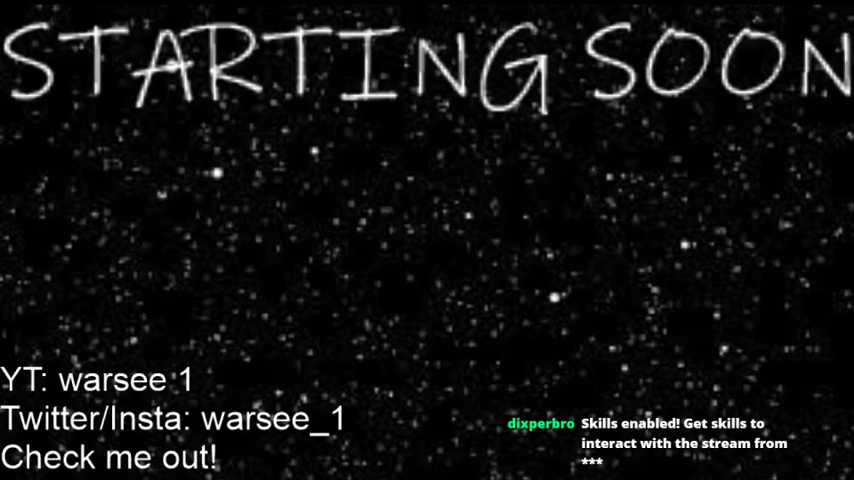 STARTING SOON
YT: warsee 1
Twitter/Insta: warsee_1
Check me out!
dixperbro Skills enabled! Get skills to
interact with the stream from
***